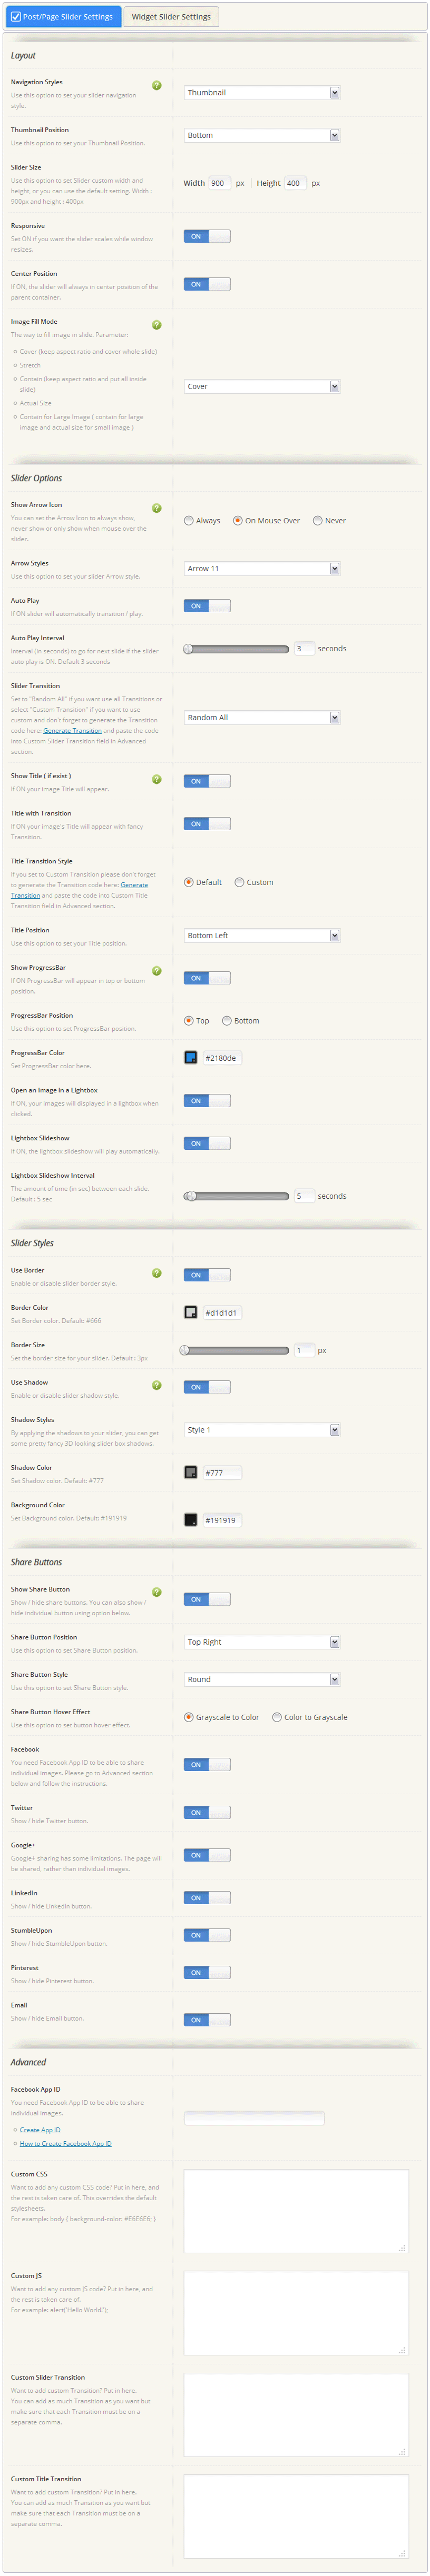 Post/Page Slider Settings
Widget Slider Settings
Layout
Navigation Styles
Use this option to set your slider navigation
style.
Thumbnail
Thumbnail Position
Use this option to set your Thumbnail Position.
Bottom
Slider Size
Use this option to set Slider custom width and
height, or you can use the default setting. Width :
900px and height : 400px
Width 900 px | Height 400 px
Responsive
Set ON if you want the slider scales while window
resizes.
ON
Center Position
If ON, the slider will always in center position of the
parent container.
ON
Image Fill Mode
The way to fill image in slide. Parameter:
Cover (keep aspect ratio and cover whole slide)
Stretch
Contain (keep aspect ratio and put all inside
slide)
Actual Size
Contain for Large Image ( contain for large
image and actual size for small image )
Cover
Slider Options
Show Arrow Icon
You can set the Arrow Icon to always show,
never show or only show when mouse over the
slider.
Always On Mouse Over Never
Arrow Styles
Use this option to set your slider Arrow style.
Arrow 11
Auto Play
If ON slider will automatically transition / play.
ON
Auto Play Interval
Interval (in seconds) to go for next slide if the slider
auto play is ON. Default 3 seconds
3 seconds
Slider Transition
Set to "Random All" if you want use all Transitions or
select "Custom Transition" if you want to use
custom and don't forget to generate the Transition
code here: Generate Transition and paste the code
into Custom Slider Transition field in Advanced
section.
Random All
Show Title ( if exist )
If ON your image Title will appear.
ON
Title with Transition
If ON your image's Title will appear with fancy
Transition.
ON
Title Transition Style
If you set to Custom Transition please don't forget
to generate the Transition code here: Generate
Transition and paste the code into Custom Title
Transition field in Advanced section.
Default Custom
Title Position
Use this option to set your Title position.
Bottom Left
Show ProgressBar
If ON ProgressBar will appear in top or bottom
position.
ON
ProgressBar Position
Use this option to set ProgressBar position.
Top Bottom
ProgressBar Color
Set ProgressBar color here.
#2180de
Open an Image in a Lightbox
If ON, your images will displayed in a lightbox when
clicked.
ON
Lightbox Slideshow
If ON, the lightbox slideshow will play automatically.
ON
Lightbox Slideshow Interval
The amount of time (in sec) between each slide.
Default : 5 sec
5 seconds
Slider Styles
Use Border
Enable or disable slider border style.
ON
Border Color
Set Border color. Default: #666
#d1d1d1
Border Size
Set the border size for your slider. Default : 3px
1 px
Use Shadow
Enable or disable slider shadow style.
ON
Shadow Styles
By applying the shadows to your slider, you can get
some pretty fancy 3D looking slider box shadows.
Style 1
Shadow Color
Set Shadow color. Default: #777
#777
Background Color
Set Background color. Default: #191919
#191919
Share Buttons
Show Share Button
Show / hide share buttons. You can also show /
hide individual button using option below.
ON
Share Button Position
Use this option to set Share Button position.
Top Right
Share Button Style
Use this option to set Share Button style.
Round
Share Button Hover Effect
Use this option to set button hover effect.
Grayscale to Color Color to Grayscale
Facebook
You need Facebook App ID to be able to share
individual images. Please go to Advanced section
below and follow the instructions.
ON
Twitter
Show / hide Twitter button.
ON
Google+
Google+ sharing has some limitations. The page will
be shared, rather than individual images.
ON
LinkedIn
Show / hide LinkedIn button.
ON
StumbleUpon
Show / hide StumbleUpon button.
ON
Pinterest
Show / hide Pinterest button.
ON
Email
Show / hide Email button.
ON
Advanced
Facebook App ID
You need Facebook App ID to be able to share
individual images.
Create App ID
How to Create Facebook App ID
Custom CSS
Want to add any custom CSS code? Put in here, and
the rest is taken care of. This overrides the default
stylesheets.
For example: body { background-color: #E6E6E6; }
Custom JS
Want to add any custom JS code? Put in here, and
the rest is taken care of.
For example: alert('Hello World!');
Custom Slider Transition
Want to add custom Transition? Put in here.
You can add as much Transition as you want but
make sure that each Transition must be on a
separate comma.
Custom Title Transition
Want to add custom Transition? Put in here.
You can add as much Transition as you want but
make sure that each Transition must be on a
separate comma.